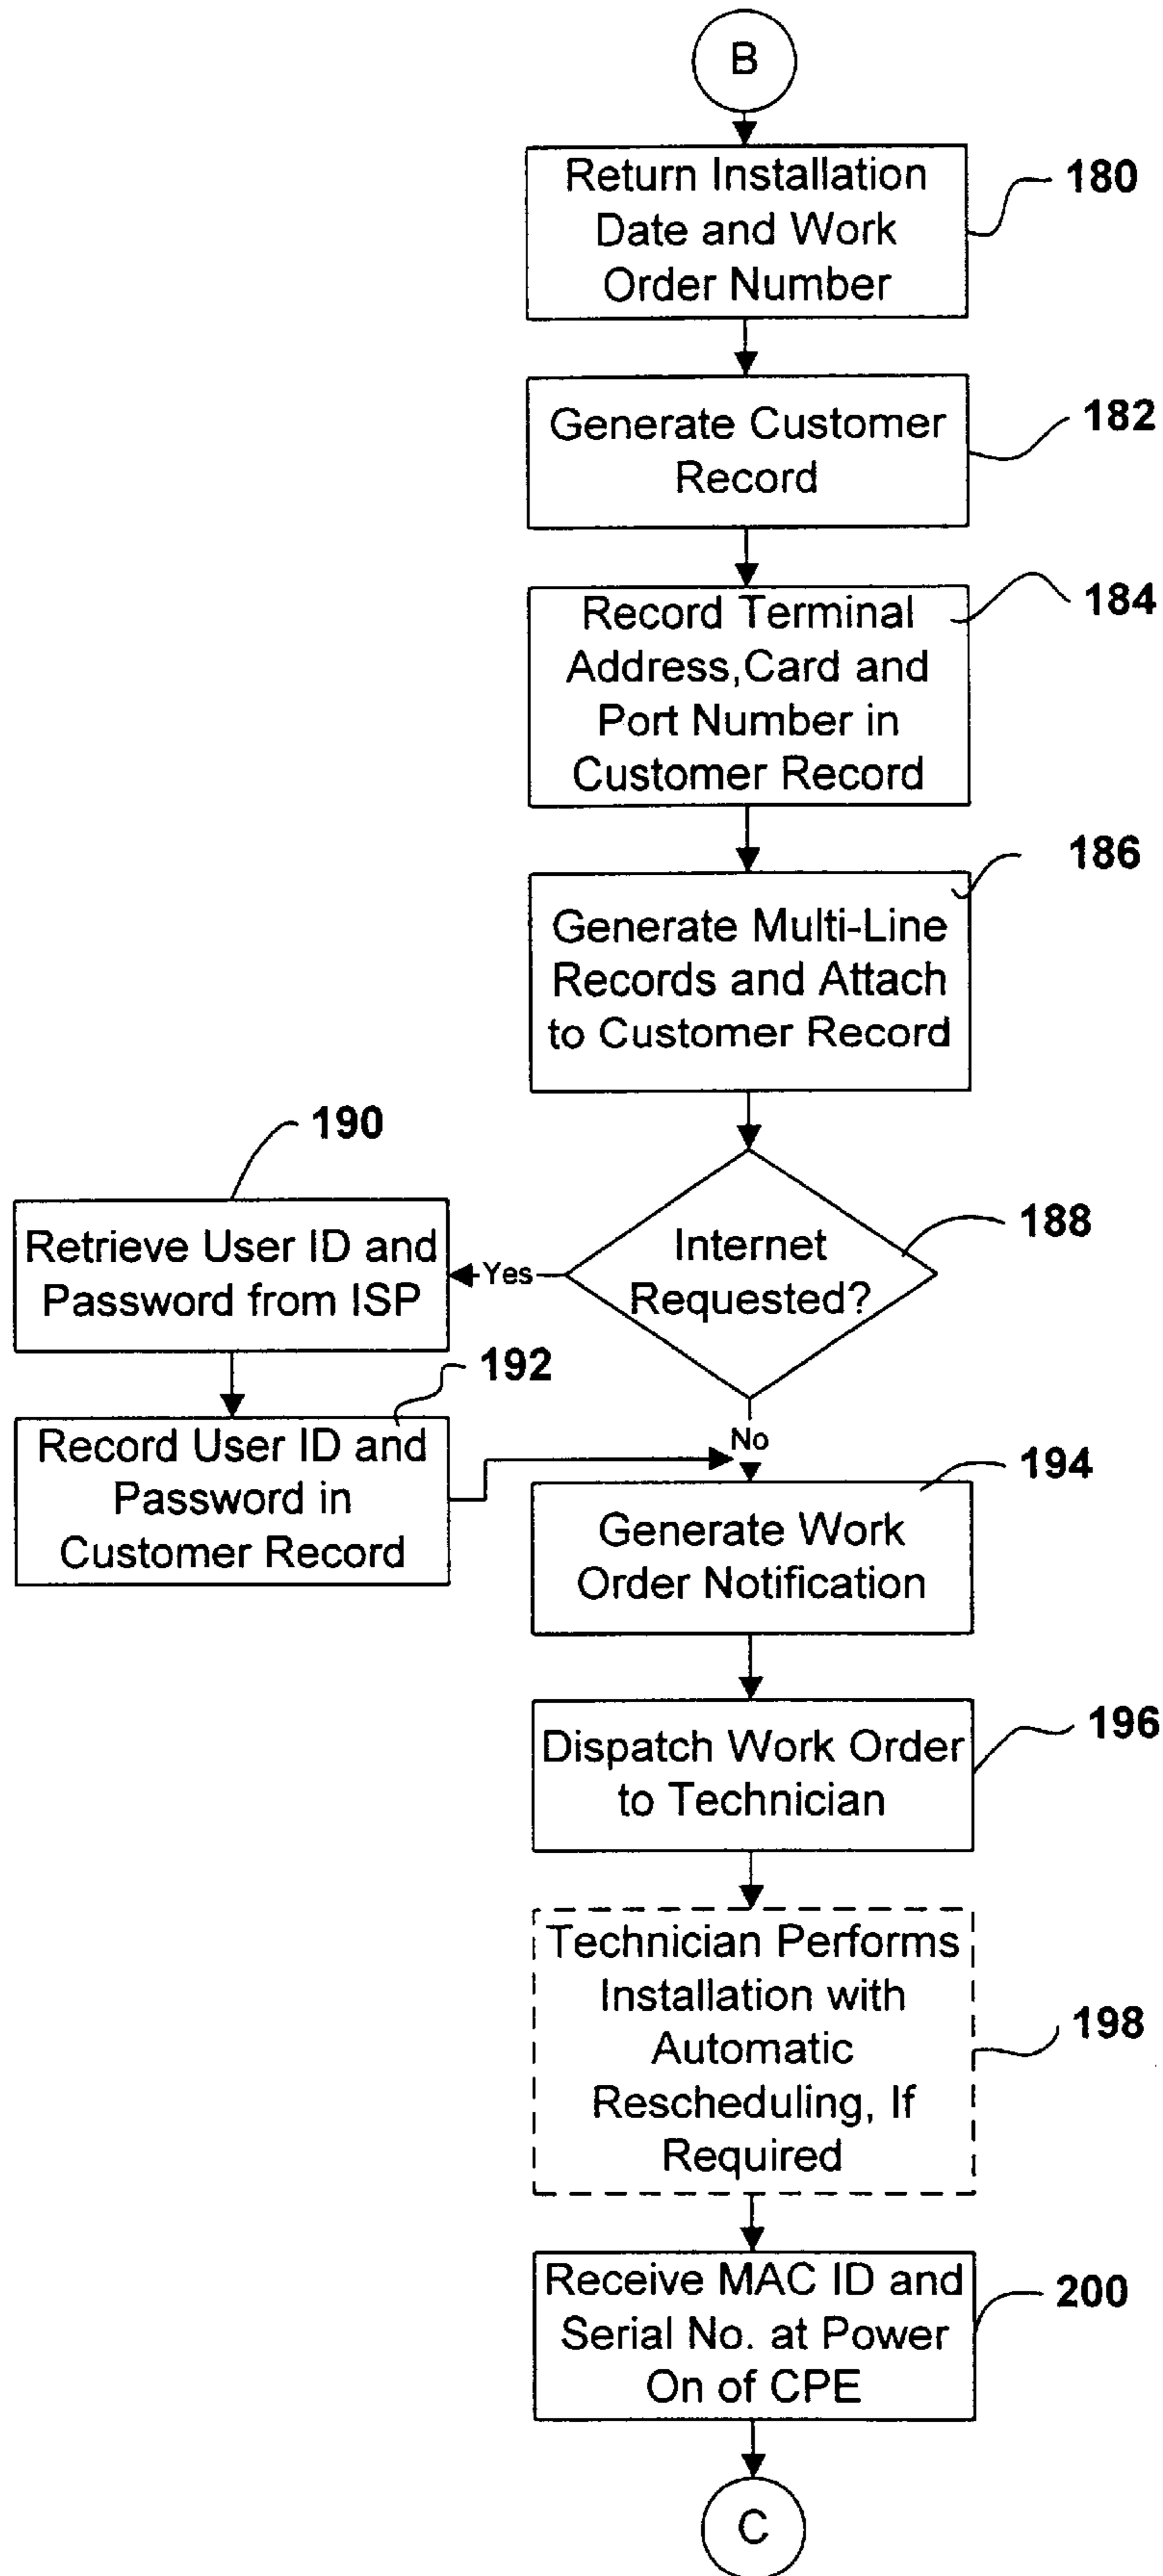 B
Return Installation
Date and Work
Order Number
180
Generate Customer
Record
182
Record Terminal
Address,Card and
Port Number in
Customer Record
184
Generate Multi-Line
Records and Attach
to Customer Record
186
Internet
Requested?
188
Yes
190
Retrieve User ID and
Password from ISP
192
Record User ID and
Password in
Customer Record
No
Generate Work
Order Notification
194
Dispatch Work Order
to Technician
196
Technician Performs
Installation with
Automatic
Rescheduling, If
Required
198
Receive MAC ID and
Serial No. at Power
On of CPE
200
C